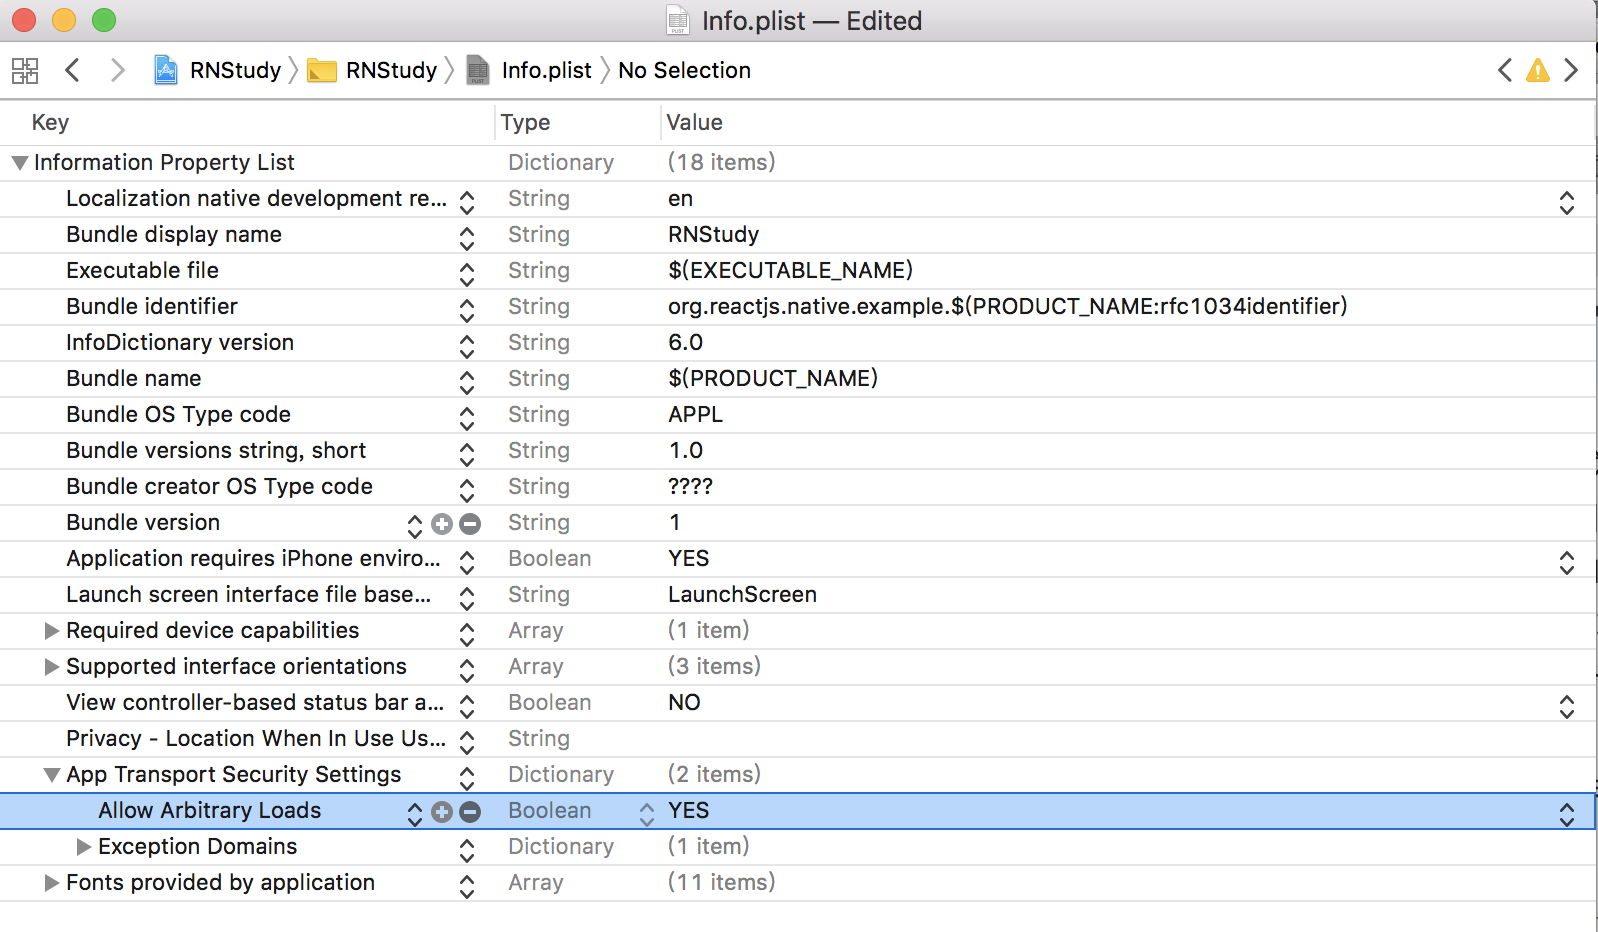 Info.plist — Edited
RNStudy RNStudy Info.plist No Selection
Key Type Value
Information Property List Dictionary (18 items)
Localization native development re... String en
Bundle display name String RNStudy
Executable file String $(EXECUTABLE_NAME)
Bundle identifier String org.reactjs.native.example.$(PRODUCT_NAME:rfc1034identifier)
InfoDictionary version String 6.0
Bundle name String $(PRODUCT_NAME)
Bundle OS Type code String APPL
Bundle versions string, short String 1.0
Bundle creator OS Type code String ????
Bundle version String 1
Application requires iPhone enviro... Boolean YES
Launch screen interface file base... String LaunchScreen
Required device capabilities Array (1 item)
Supported interface orientations Array (3 items)
View controller-based status bar a... Boolean NO
Privacy - Location When In Use Us... String
App Transport Security Settings Dictionary (2 items)
Allow Arbitrary Loads Boolean YES
Exception Domains Dictionary (1 item)
Fonts provided by application Array (11 items)